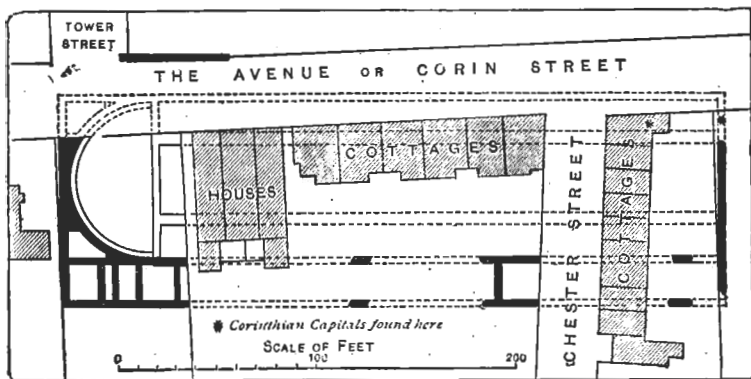 TOWER
STREET
THE AVENUE OR CORIN STREET
COTTAGES
HOUSES
CHESTER STREET
COTTAGES
* Corinthian Capitals found here
SCALE OF FEET
0 100 200